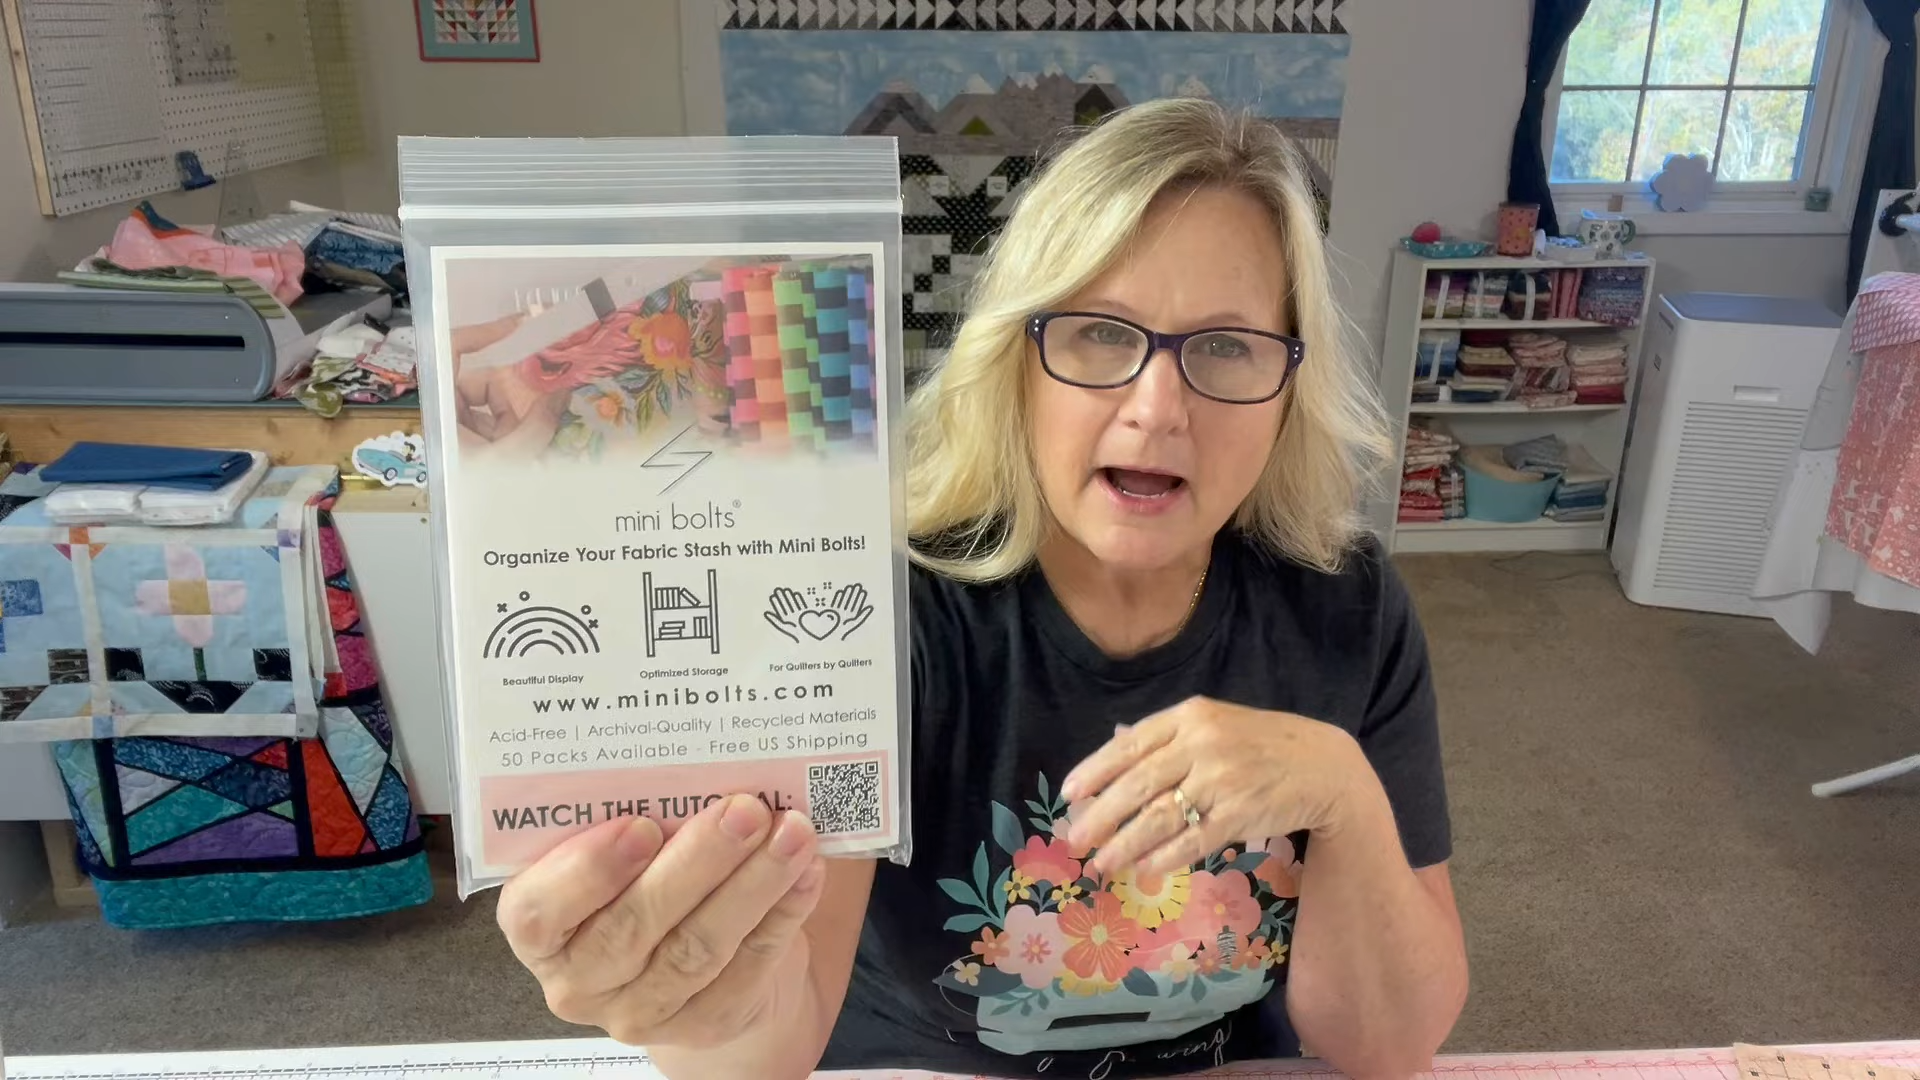 mini bolts®
Organize Your Fabric Stash with Mini Bolts!
Beautiful Display
Optimized Storage
For Quilters by Quilters
www.minibolts.com
Acid-Free | Archival-Quality | Recycled Materials
50 Packs Available - Free US Shipping
WATCH THE